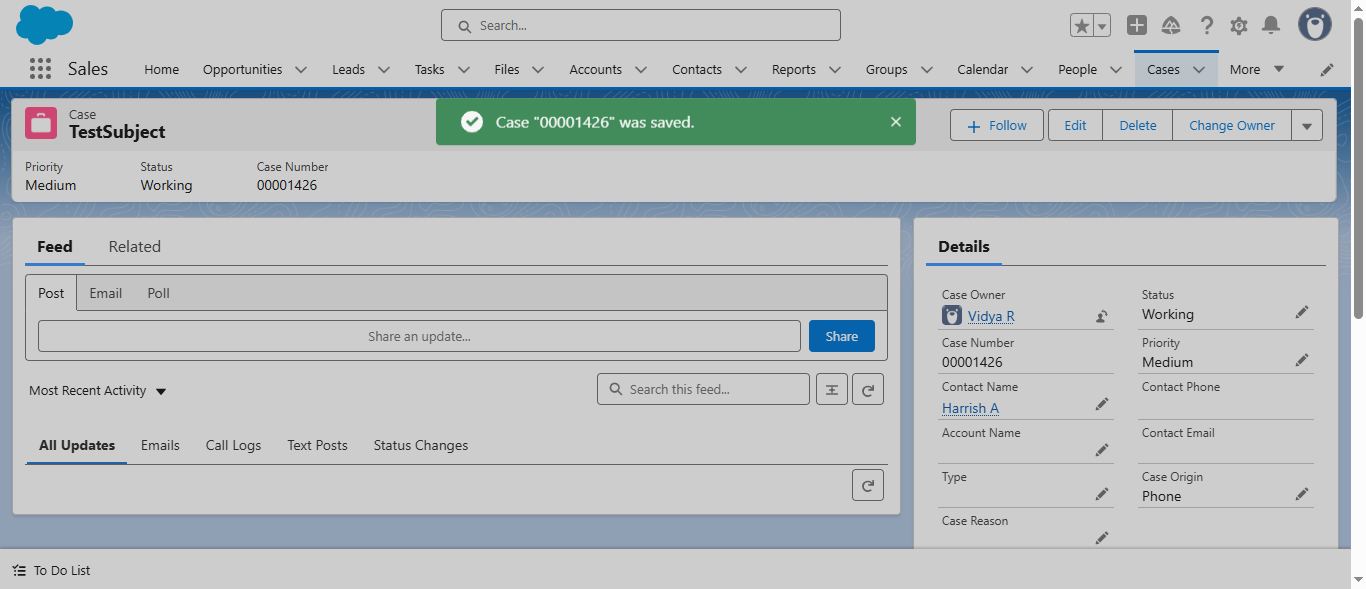 Search...
Sales
Home
Opportunities
Leads
Tasks
Files
Accounts
Contacts
Reports
Groups
Calendar
People
Cases
More
Case
TestSubject
Case "00001426" was saved.
Follow
Edit
Delete
Change Owner
Priority
Medium
Status
Working
Case Number
00001426
Feed
Related
Post
Email
Poll
Share an update...
Share
Most Recent Activity
Search this feed...
All Updates
Emails
Call Logs
Text Posts
Status Changes
Details
Case Owner
Vidya R
Status
Working
Case Number
00001426
Priority
Medium
Contact Name
Harrish A
Contact Phone
Account Name
Contact Email
Type
Case Origin
Phone
Case Reason
To Do List